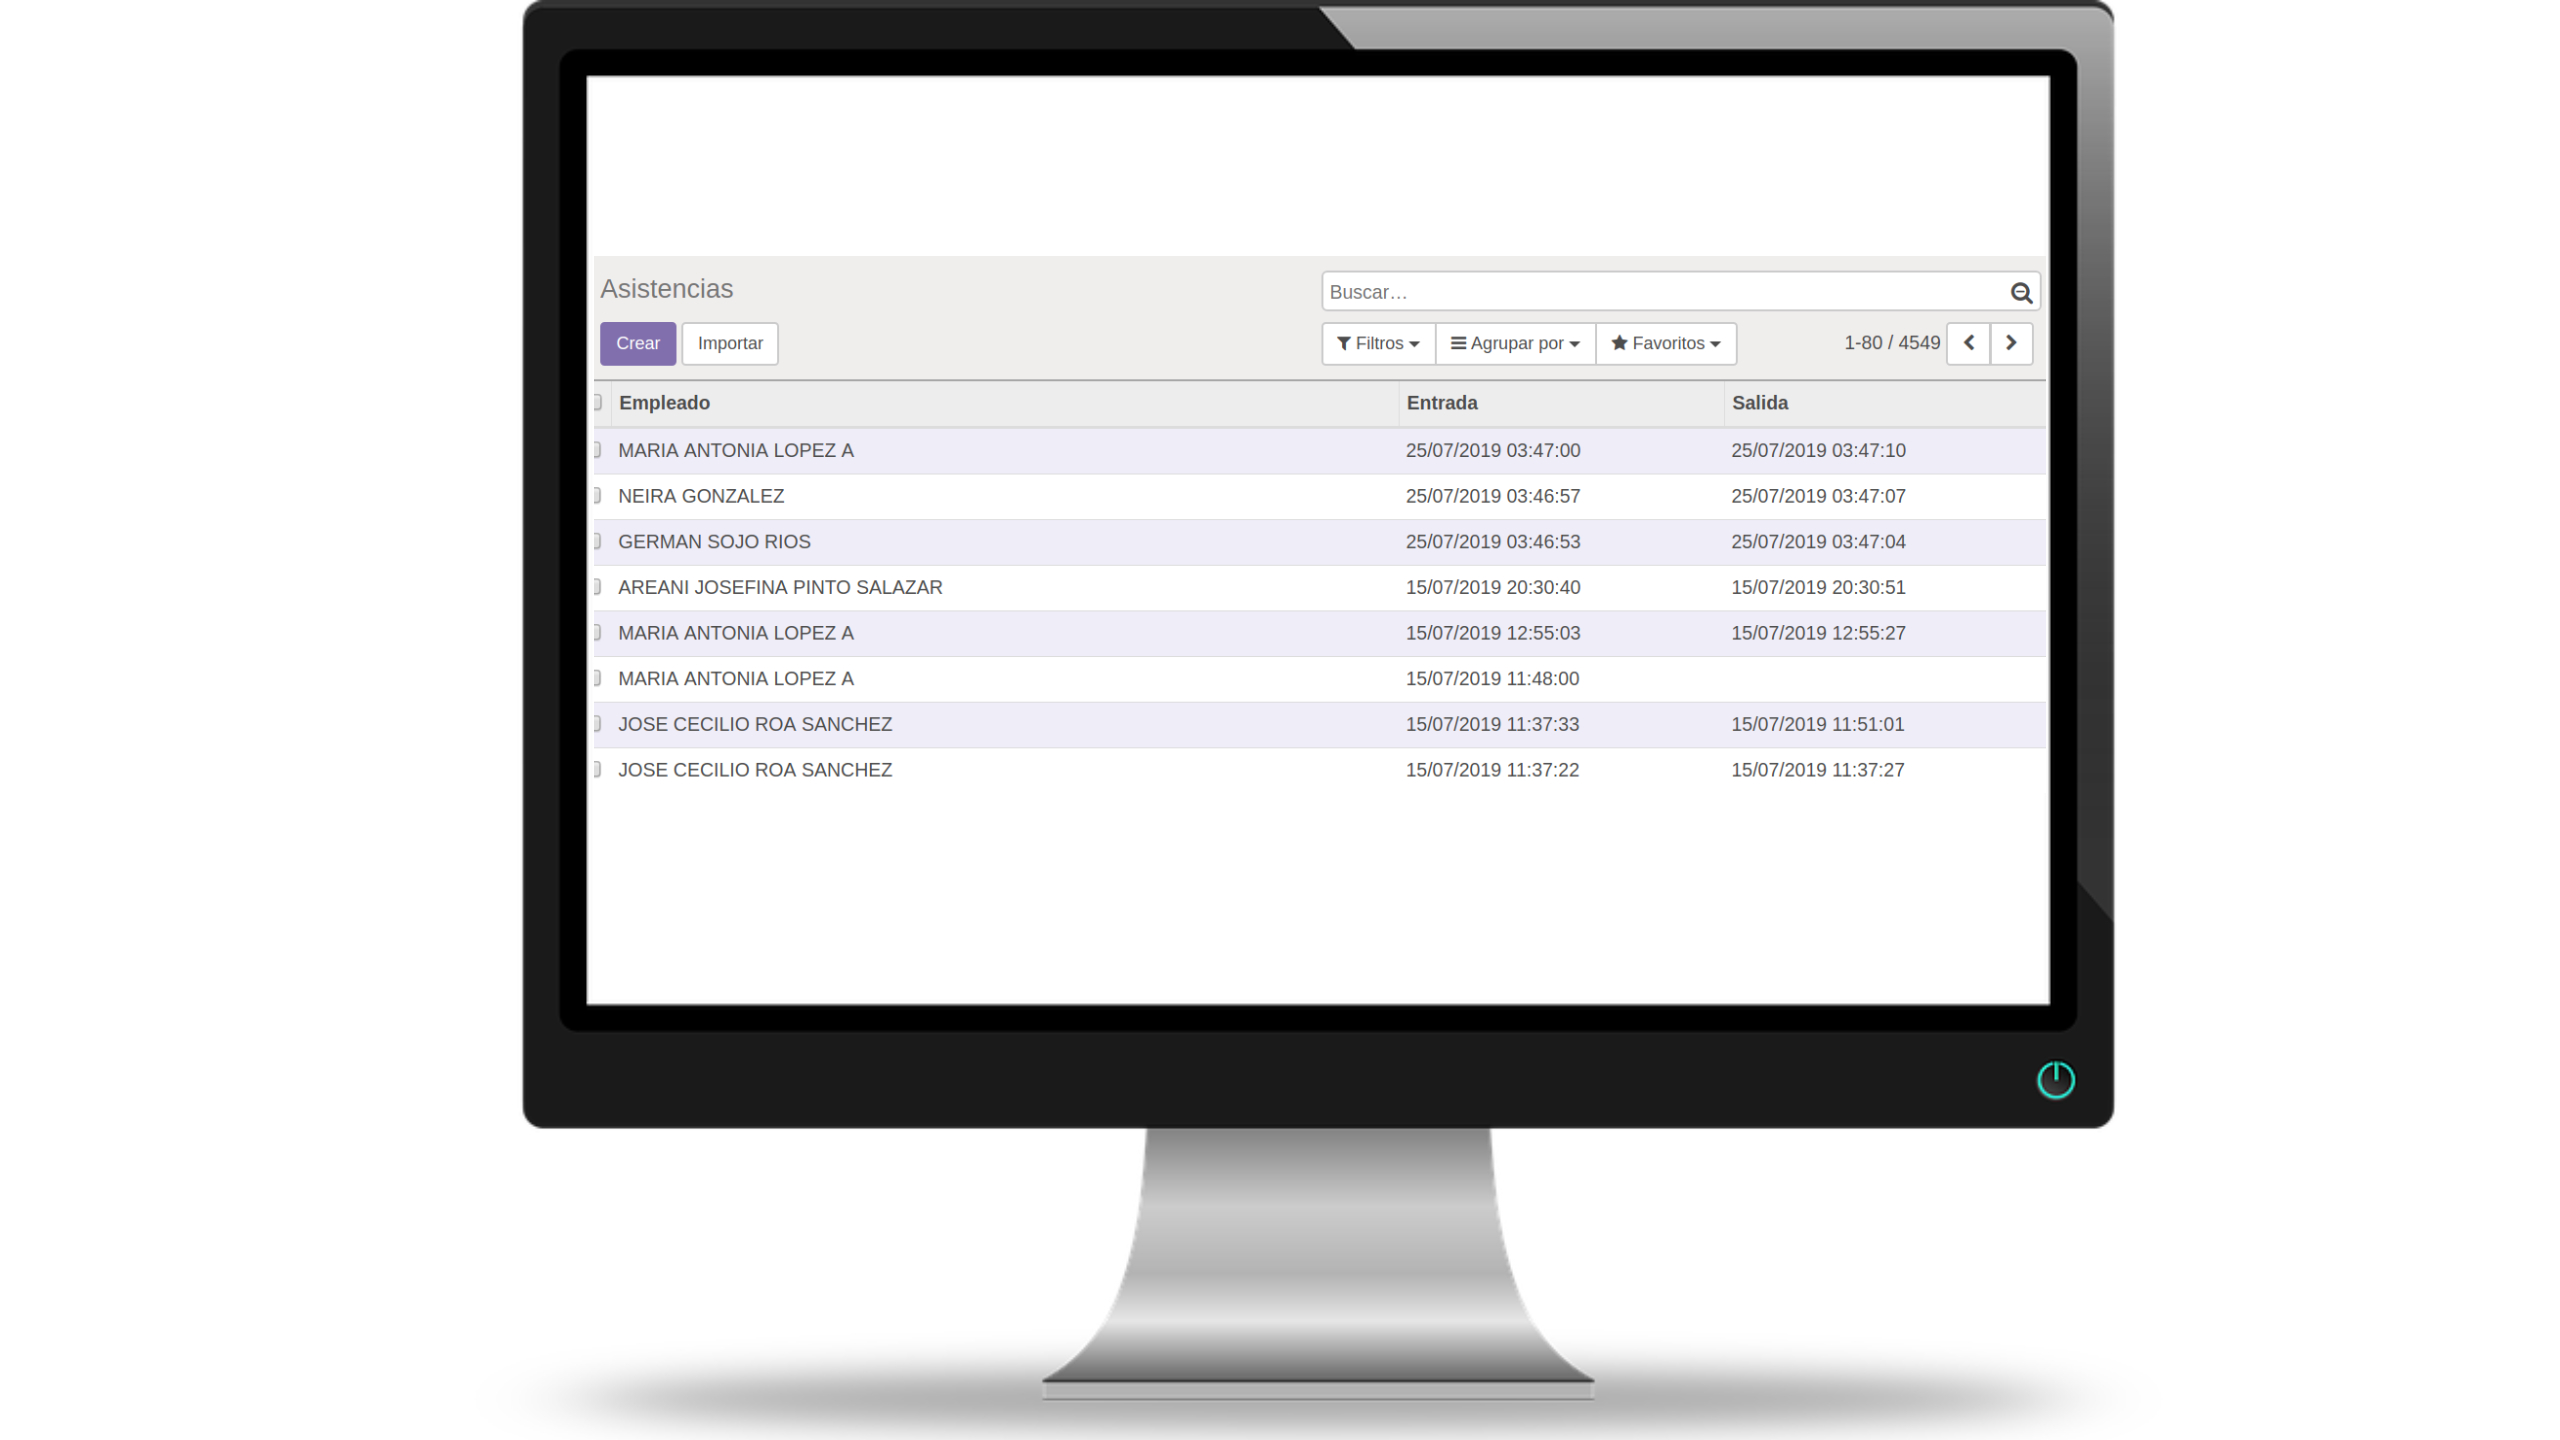 Asistencias
Buscar...
Crear Importar Filtros Agrupar por Favoritos 1-80 / 4549
Empleado Entrada Salida
MARIA ANTONIA LOPEZ A 25/07/2019 03:47:00 25/07/2019 03:47:10
NEIRA GONZALEZ 25/07/2019 03:46:57 25/07/2019 03:47:07
GERMAN SOJO RIOS 25/07/2019 03:46:53 25/07/2019 03:47:04
AREANI JOSEFINA PINTO SALAZAR 15/07/2019 20:30:40 15/07/2019 20:30:51
MARIA ANTONIA LOPEZ A 15/07/2019 12:55:03 15/07/2019 12:55:27
MARIA ANTONIA LOPEZ A 15/07/2019 11:48:00
JOSE CECILIO ROA SANCHEZ 15/07/2019 11:37:33 15/07/2019 11:51:01
JOSE CECILIO ROA SANCHEZ 15/07/2019 11:37:22 15/07/2019 11:37:27